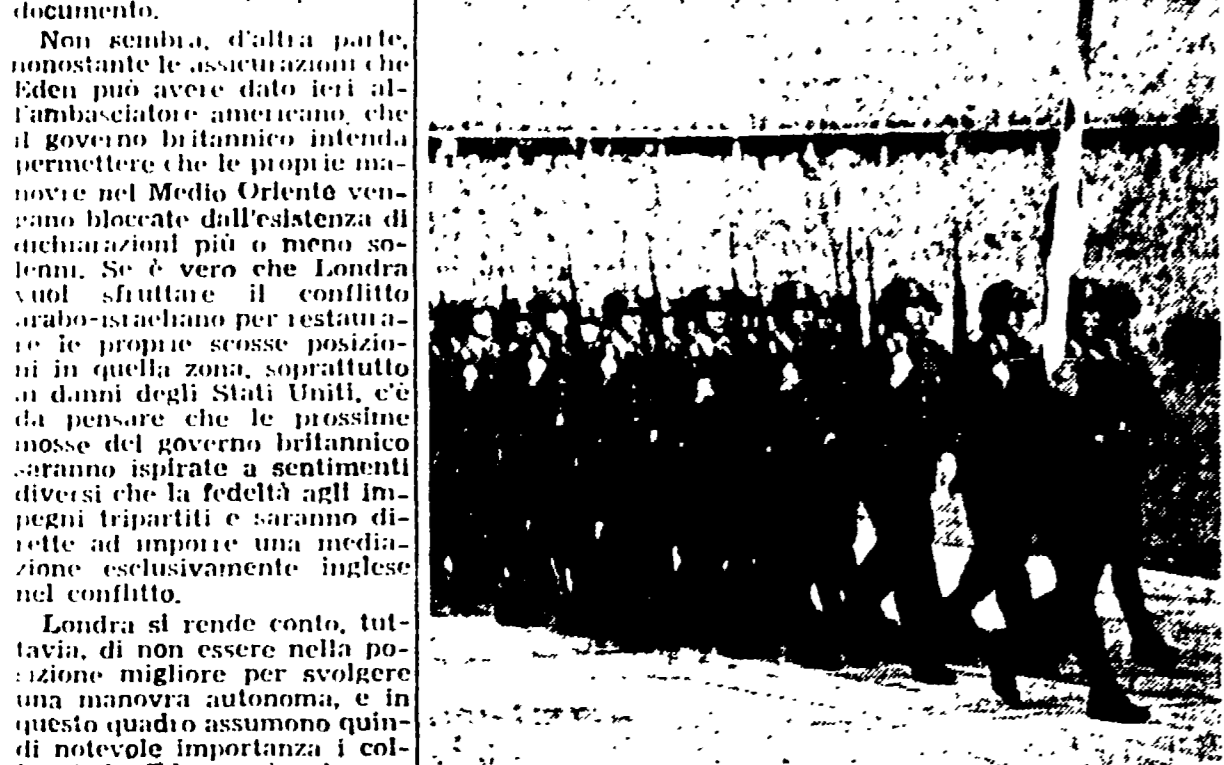 documento.
Non sembra, d'altra parte,
nonostante le assicurazioni che
Eden può avere dato ieri al-
l'ambasciatore americano, che
il governo britannico intenda
permettere che le proprie ma-
novre nel Medio Oriente ven-
gano bloccate dall'esistenza di
dichiarazioni più o meno so-
lenni. Se è vero che Londra
vuol sfruttare il conflitto
arabo-israeliano per restaura-
re le proprie scosse posizio-
ni in quella zona, soprattutto
ai danni degli Stati Uniti, c'è
da pensare che le prossime
mosse del governo britannico
saranno ispirate a sentimenti
diversi che la fedeltà agli im-
pegni tripartiti e saranno di-
rette ad imporre una media-
zione esclusivamente inglese
nel conflitto.
Londra si rende conto, tut-
tavia, di non essere nella po-
sizione migliore per svolgere
una manovra autonoma, e in
questo quadro assumono quin-
di notevole importanza i col-